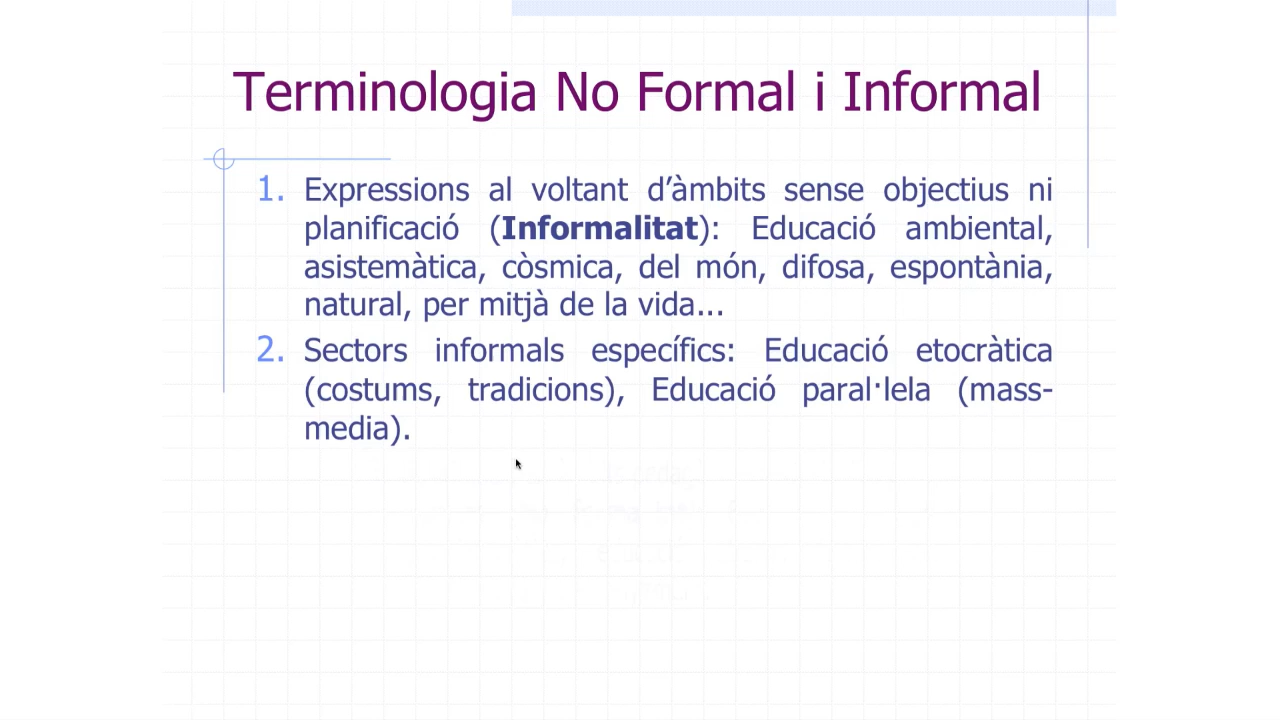 Terminologia No Formal i Informal
1. Expressions al voltant d’àmbits sense objectius ni
planificació (Informalitat): Educació ambiental,
asistemàtica, còsmica, del món, difosa, espontània,
natural, per mitjà de la vida...
2. Sectors informals específics: Educació etocràtica
(costums, tradicions), Educació paral·lela (mass-
media).